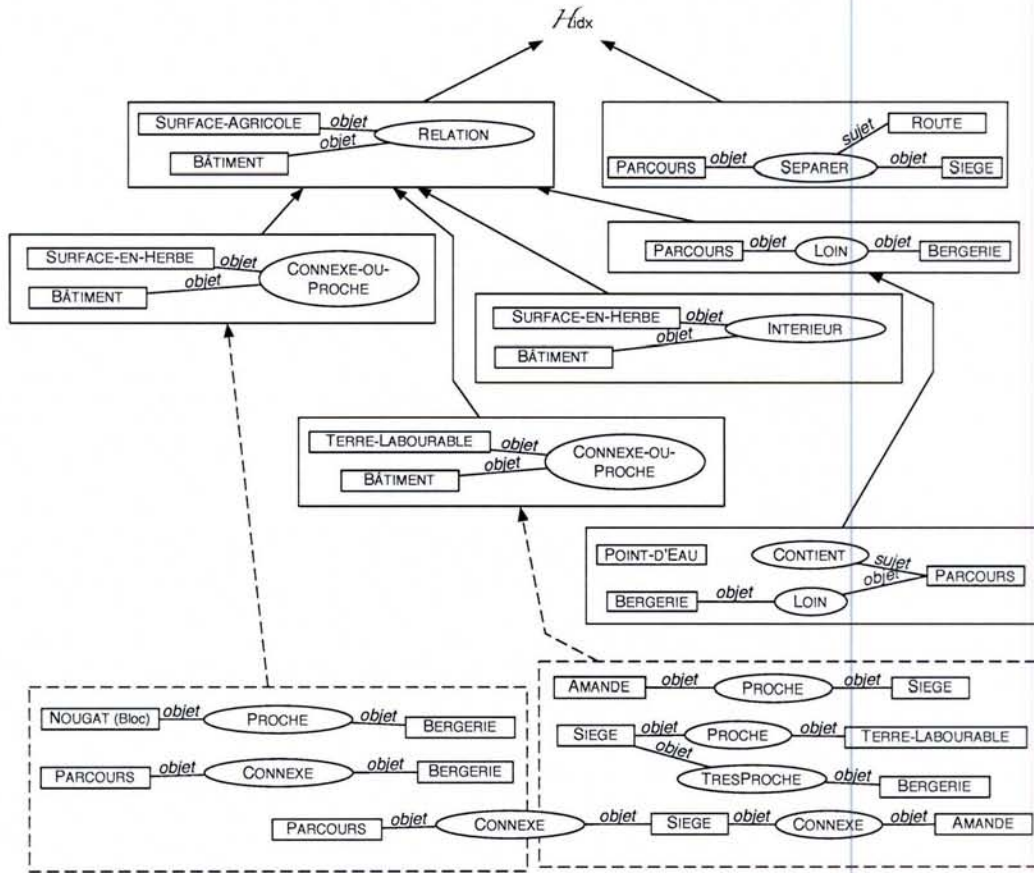 Hidx
SURFACE-AGRICOLE objet
objet RELATION
BÂTIMENT
sujet ROUTE
PARCOURS objet SEPARER objet SIEGE
PARCOURS objet LOIN objet BERGERIE
SURFACE-EN-HERBE objet
BÂTIMENT objet
CONNEXE-OU-
PROCHE
SURFACE-EN-HERBE objet
BÂTIMENT objet
INTERIEUR
TERRE-LABOURABLE objet
BÂTIMENT objet
CONNEXE-OU-
PROCHE
POINT-D'EAU CONTIENT sujet
objet PARCOURS
BERGERIE objet LOIN
NOUGAT (Bloc) objet PROCHE objet BERGERIE
PARCOURS objet CONNEXE objet BERGERIE
AMANDE objet PROCHE objet SIEGE
SIEGE objet PROCHE objet TERRE-LABOURABLE
objet TRESPROCHE objet BERGERIE
PARCOURS objet CONNEXE objet SIEGE objet CONNEXE objet AMANDE